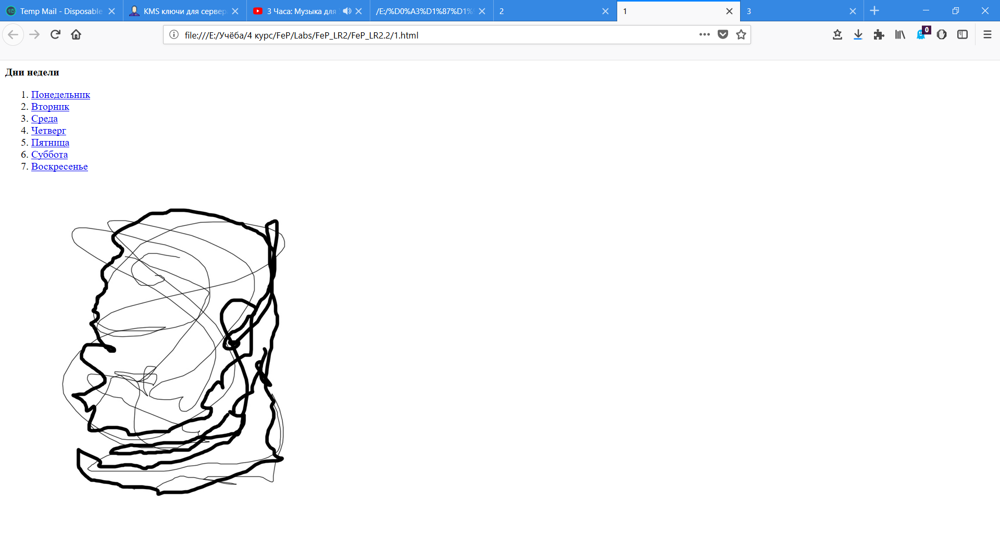 Temp Mail - Disposable
KMS ключи для сервер
3 Часа: Музыка для
/E:/%D0%A3%D1%87%D1%
2
1
3
file:///E:/Учёба/4 курс/FeP/Labs/FeP_LR2/FeP_LR2.2/1.html
0
Дни недели
1. Понедельник
2. Вторник
3. Среда
4. Четверг
5. Пятница
6. Суббота
7. Воскресенье